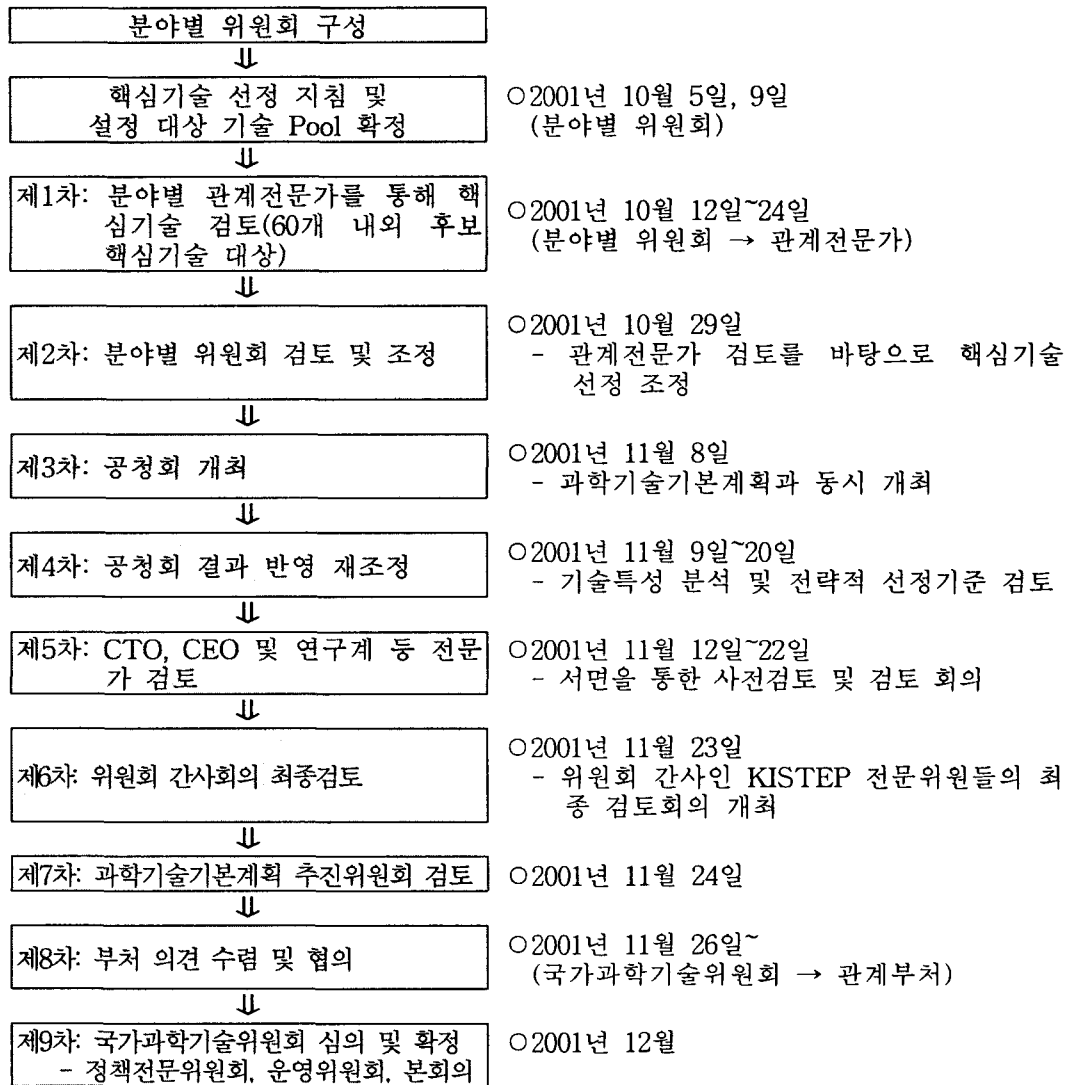 분야별 위원회 구성
⇓
핵심기술 선정 지침 및
설정 대상 기술 Pool 확정
○2001년 10월 5일, 9일
(분야별 위원회)
⇓
제1차: 분야별 관계전문가를 통해 핵
심기술 검토(60개 내외 후보
핵심기술 대상)
○2001년 10월 12일~24일
(분야별 위원회 → 관계전문가)
⇓
제2차: 분야별 위원회 검토 및 조정
○2001년 10월 29일
- 관계전문가 검토를 바탕으로 핵심기술
선정 조정
⇓
제3차: 공청회 개최
○2001년 11월 8일
- 과학기술기본계획과 동시 개최
⇓
제4차: 공청회 결과 반영 재조정
○2001년 11월 9일~20일
- 기술특성 분석 및 전략적 선정기준 검토
⇓
제5차: CTO, CEO 및 연구계 등 전문
가 검토
○2001년 11월 12일~22일
- 서면을 통한 사전검토 및 검토 회의
⇓
제6차: 위원회 간사회의 최종검토
○2001년 11월 23일
- 위원회 간사인 KISTEP 전문위원들의 최
종 검토회의 개최
⇓
제7차: 과학기술기본계획 추진위원회 검토
○2001년 11월 24일
⇓
제8차: 부처 의견 수렴 및 협의
○2001년 11월 26일~
(국가과학기술위원회 → 관계부처)
⇓
제9차: 국가과학기술위원회 심의 및 확정
- 정책전문위원회, 운영위원회, 본회의
○2001년 12월